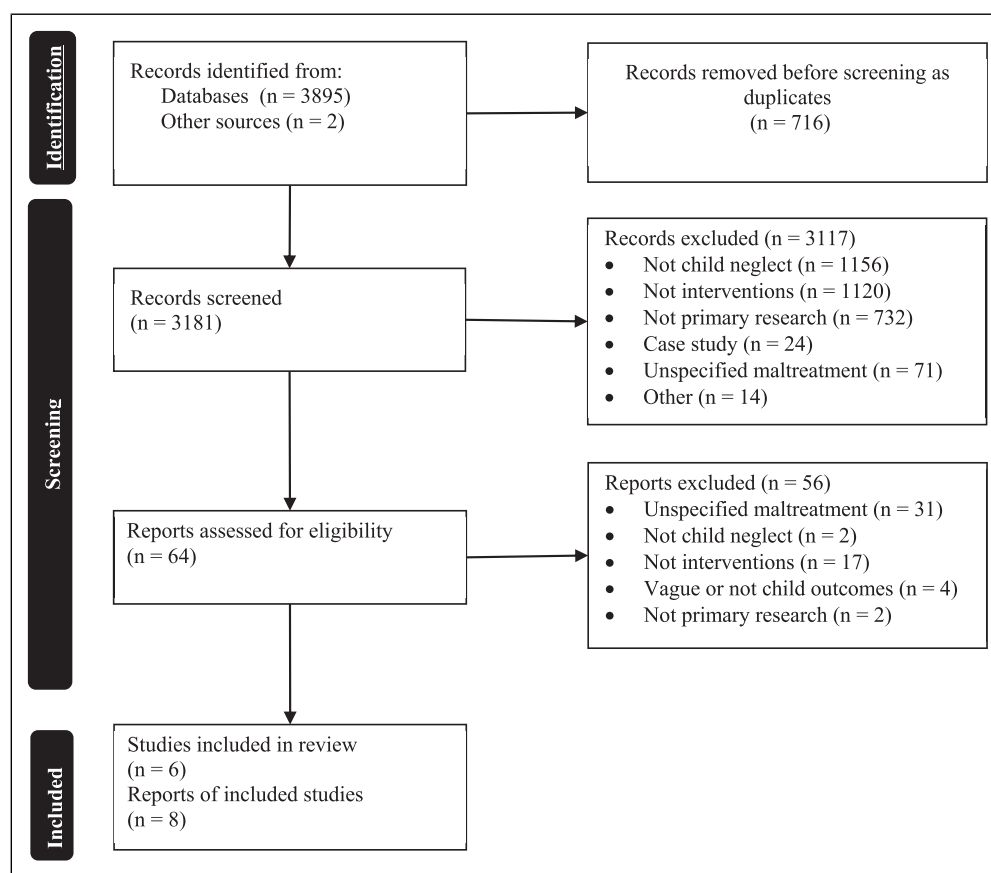 Identification
Records identified from:
Databases (n = 3895)
Other sources (n = 2)
Records removed before screening as
duplicates
(n = 716)
Screening
Records screened
(n = 3181)
Records excluded (n = 3117)
• Not child neglect (n = 1156)
• Not interventions (n = 1120)
• Not primary research (n = 732)
• Case study (n = 24)
• Unspecified maltreatment (n = 71)
• Other (n = 14)
Reports assessed for eligibility
(n = 64)
Reports excluded (n = 56)
• Unspecified maltreatment (n = 31)
• Not child neglect (n = 2)
• Not interventions (n = 17)
• Vague or not child outcomes (n = 4)
• Not primary research (n = 2)
Included
Studies included in review
(n = 6)
Reports of included studies
(n = 8)